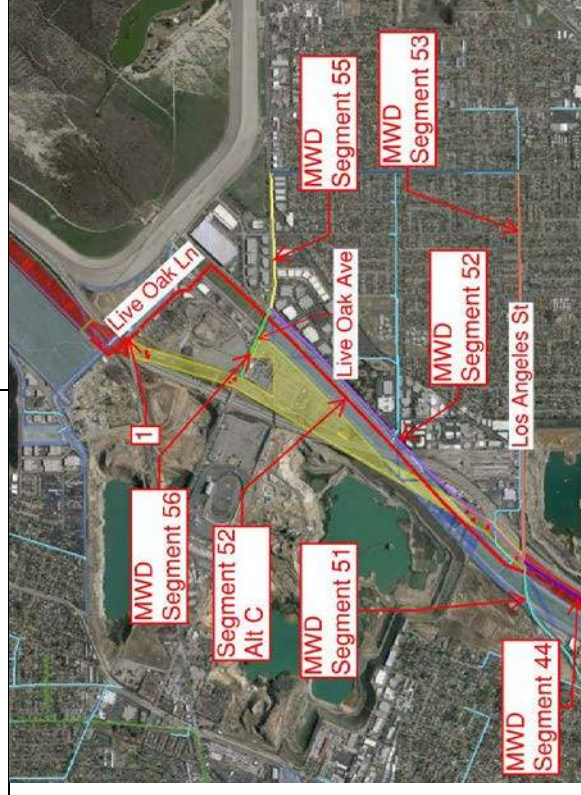 MWD
Segment 56
1
Live Oak Ln
Segment 52
Alt C
MWD
Segment 51
Live Oak Ave
MWD
Segment 55
MWD
Segment 53
MWD
Segment 52
Los Angeles St
MWD
Segment 44